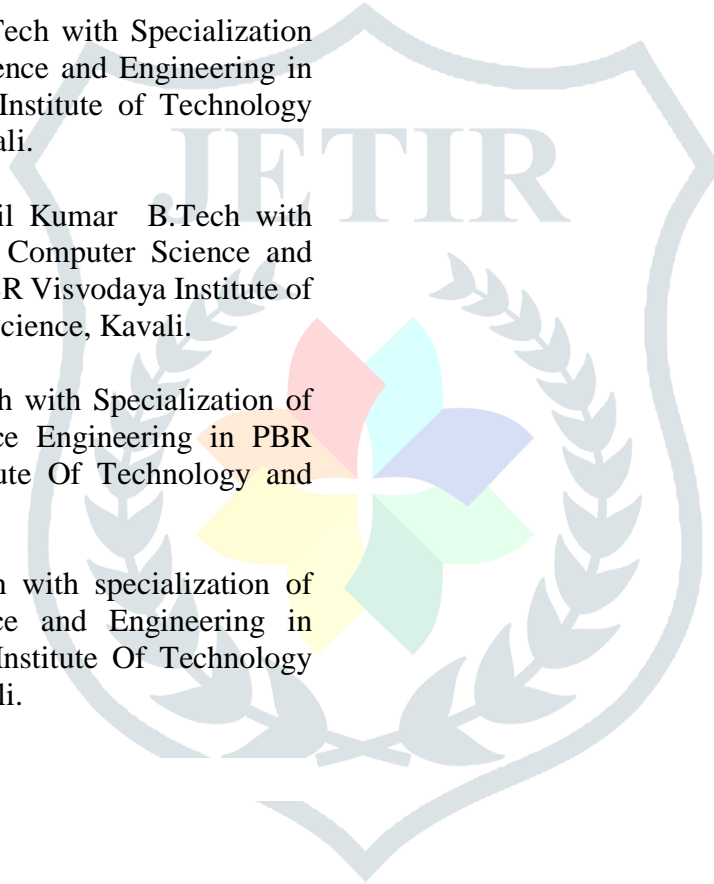 Tech with Specialization
ence and Engineering in
Institute of Technology
ali.
JETIR
il Kumar B.Tech with
Computer Science and
R Visvodaya Institute of
cience, Kavali.
h with Specialization of
ce Engineering in PBR
ute Of Technology and
n with specialization of
ce and Engineering in
Institute Of Technology
li.